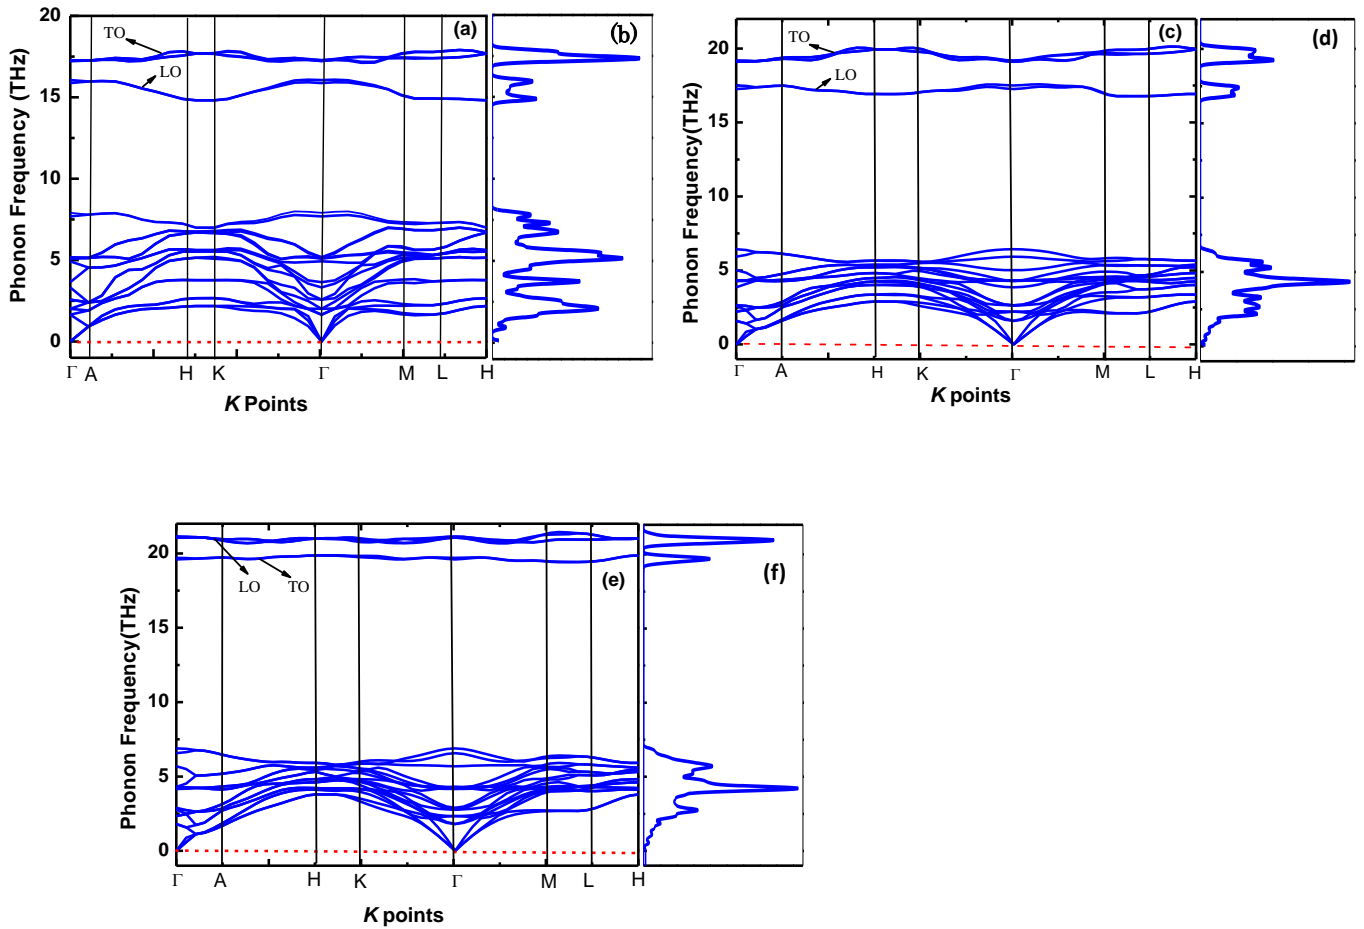 Phonon Frequency (THz)
20
15
10
5
0
TO
LO
(a)
(b)
Γ A H K Γ M L H
K Points
Phonon Frequency(THz)
20
15
10
5
0
TO
LO
(c)
(d)
Γ A H K Γ M L H
K points
Phonon Frequency(THz)
20
15
10
5
0
LO TO
(e)
(f)
Γ A H K Γ M L H
K points